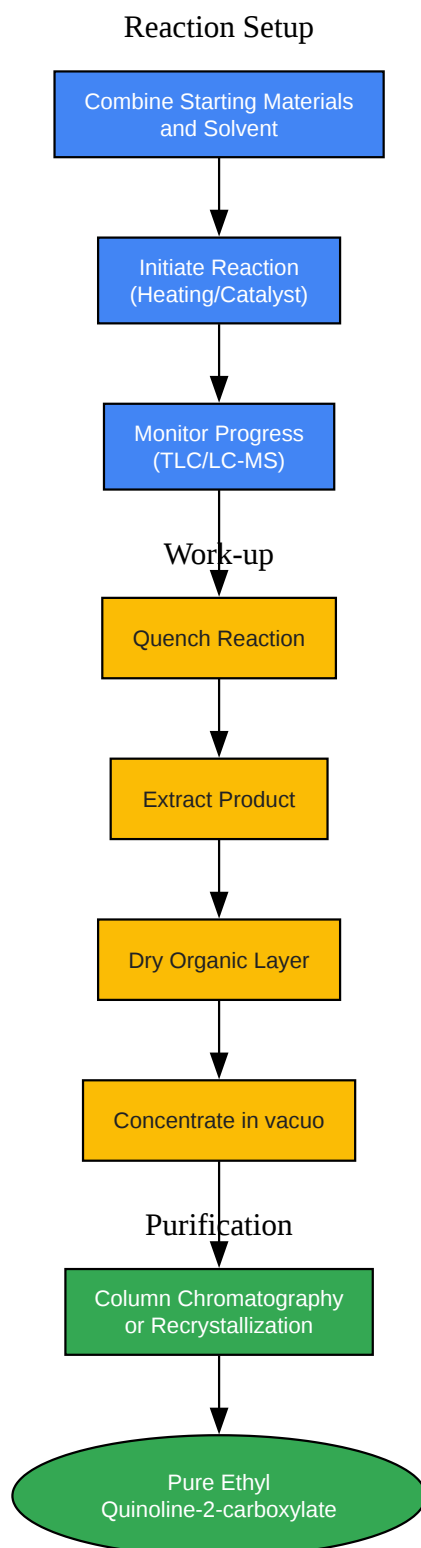 Reaction Setup
Combine Starting Materials
and Solvent
Initiate Reaction
(Heating/Catalyst)
Monitor Progress
(TLC/LC-MS)
Work-up
Quench Reaction
Extract Product
Dry Organic Layer
Concentrate in vacuo
Purification
Column Chromatography
or Recrystallization
Pure Ethyl
Quinoline-2-carboxylate